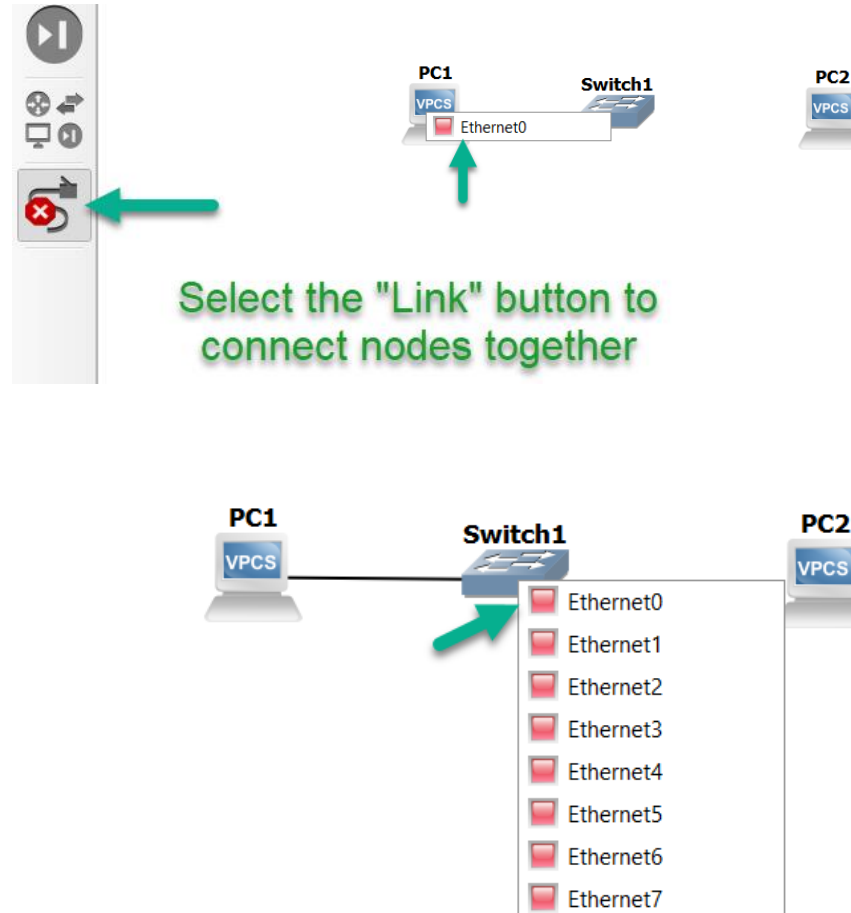 PC1
Switch1
PC2
VPCS
VPCS
Ethernet0
Select the "Link" button to
connect nodes together
PC1
Switch1
PC2
VPCS
VPCS
Ethernet0
Ethernet1
Ethernet2
Ethernet3
Ethernet4
Ethernet5
Ethernet6
Ethernet7